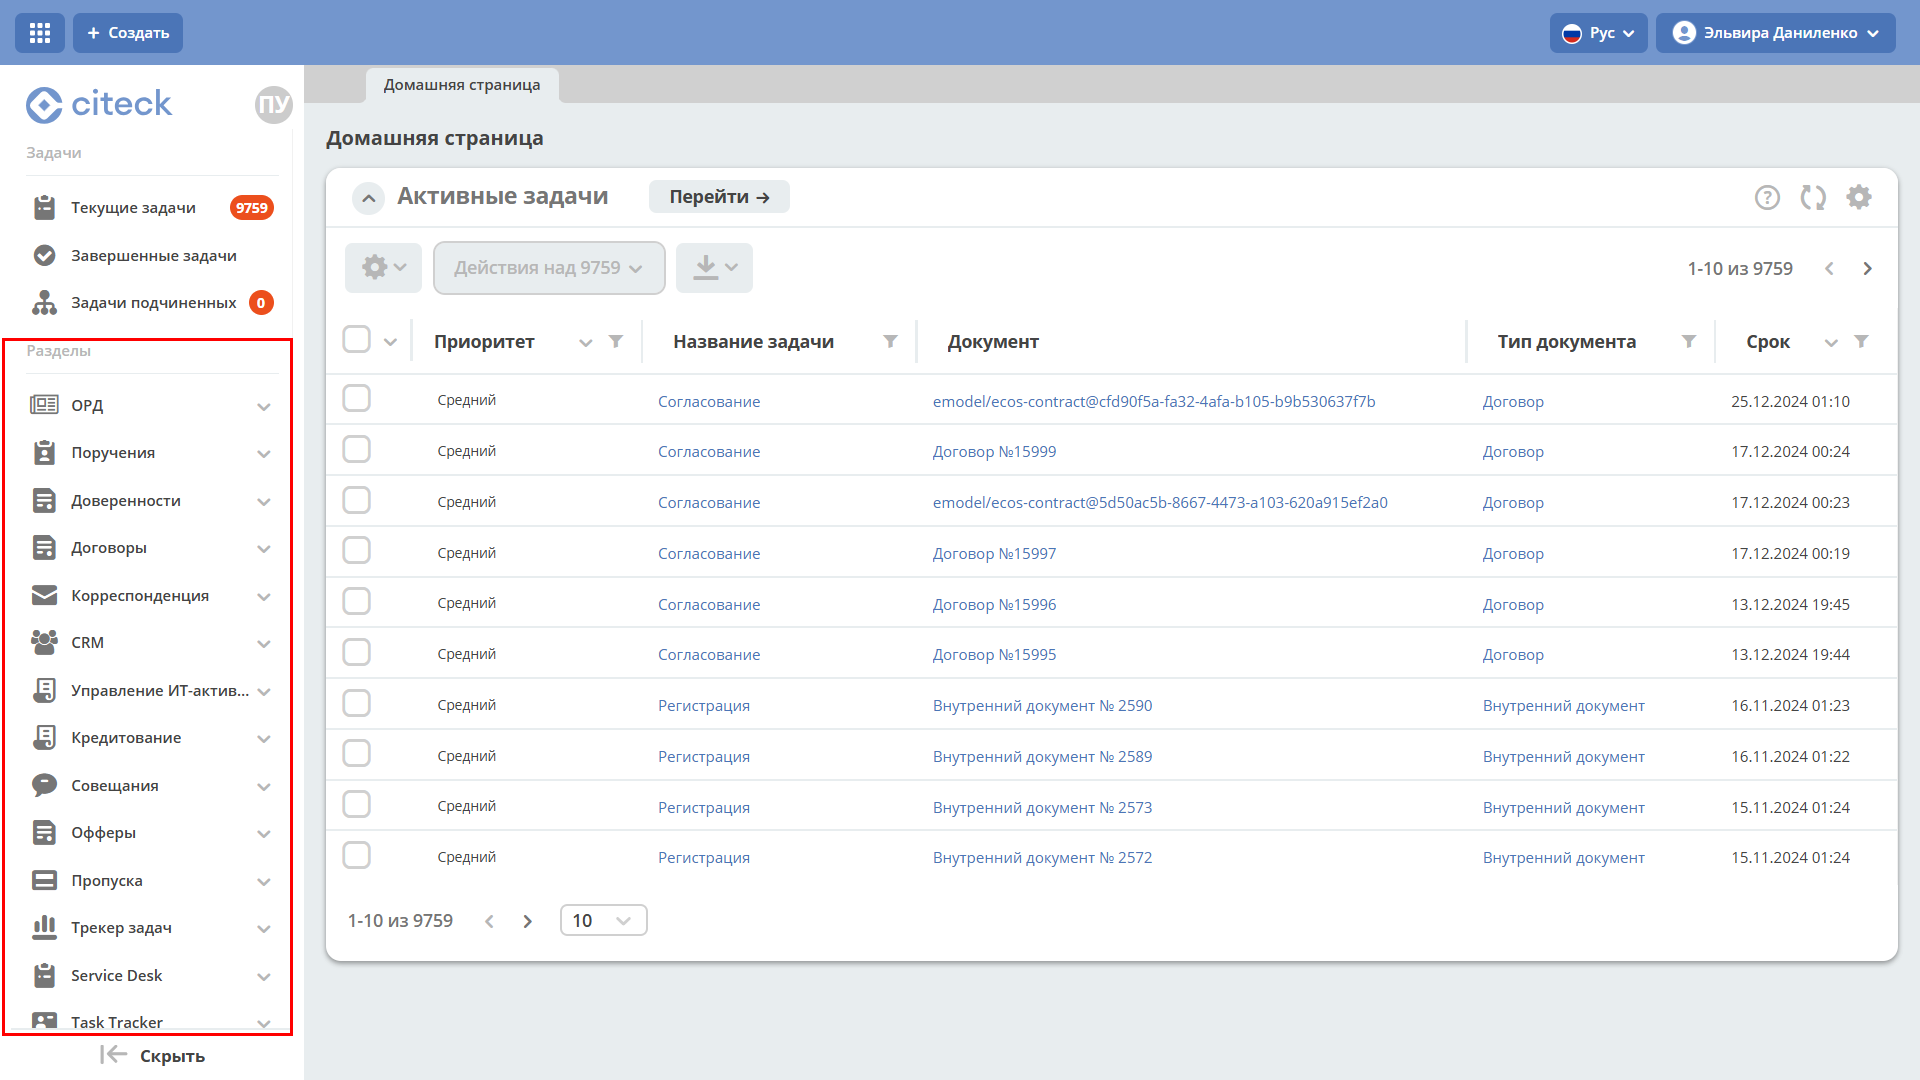 + Создать
Рус
Эльвира Даниленко
citeck
ПУ
Задачи
Текущие задачи 9759
Завершенные задачи
Задачи подчиненных 0
Разделы
ОРД
Поручения
Доверенности
Договоры
Корреспонденция
CRM
Управление ИТ-актив...
Кредитование
Совещания
Офферы
Пропуска
Трекер задач
Service Desk
Task Tracker
Скрыть
Домашняя страница
Домашняя страница
Активные задачи Перейти →
Действия над 9759 1-10 из 9759
Приоритет Название задачи Документ Тип документа Срок
Средний Согласование emodel/ecos-contract@cfd90f5a-fa32-4afa-b105-b9b530637f7b Договор 25.12.2024 01:10
Средний Согласование Договор №15999 Договор 17.12.2024 00:24
Средний Согласование emodel/ecos-contract@5d50ac5b-8667-4473-a103-620a915ef2a0 Договор 17.12.2024 00:23
Средний Согласование Договор №15997 Договор 17.12.2024 00:19
Средний Согласование Договор №15996 Договор 13.12.2024 19:45
Средний Согласование Договор №15995 Договор 13.12.2024 19:44
Средний Регистрация Внутренний документ № 2590 Внутренний документ 16.11.2024 01:23
Средний Регистрация Внутренний документ № 2589 Внутренний документ 16.11.2024 01:22
Средний Регистрация Внутренний документ № 2573 Внутренний документ 15.11.2024 01:24
Средний Регистрация Внутренний документ № 2572 Внутренний документ 15.11.2024 01:24
1-10 из 9759 10